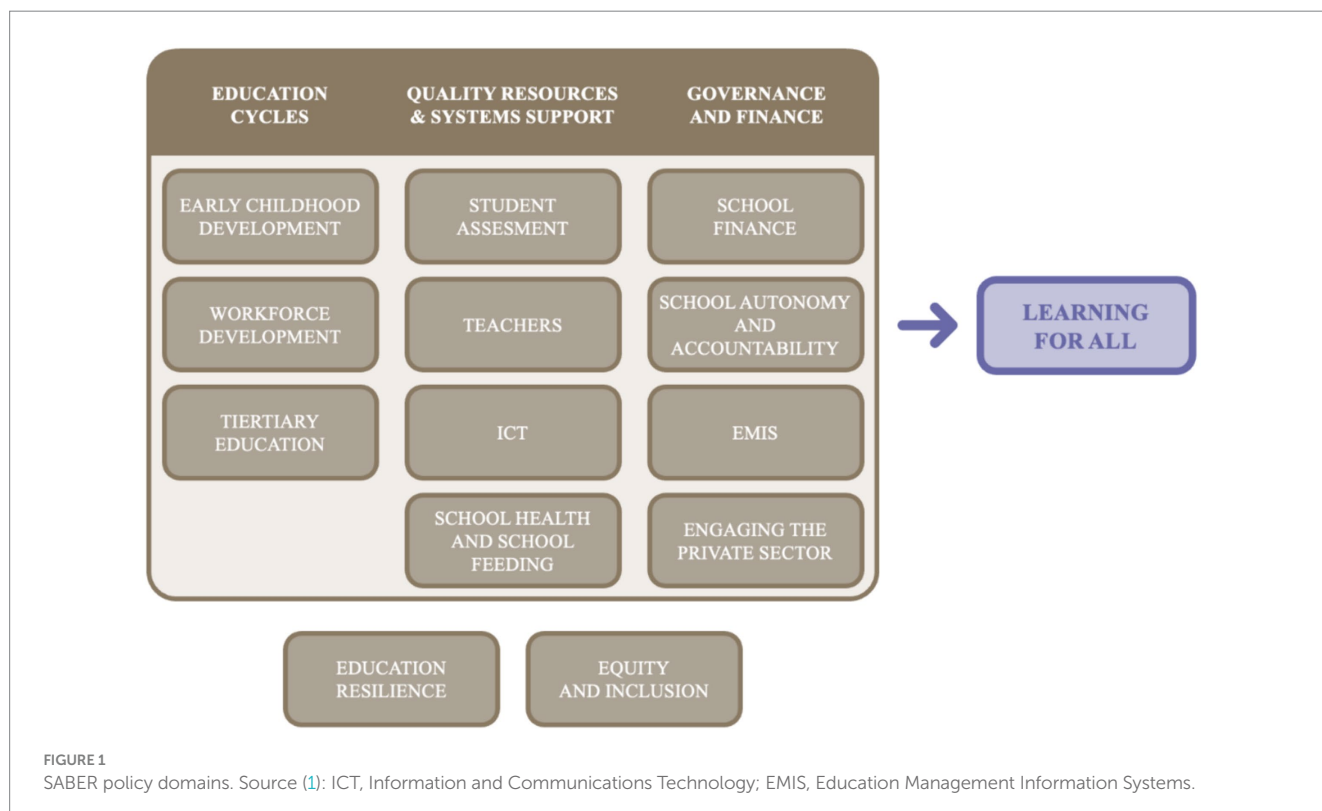 EDUCATION
CYCLES
QUALITY RESOURCES
& SYSTEMS SUPPORT
GOVERNANCE
AND FINANCE
EARLY CHILDHOOD
DEVELOPMENT
STUDENT
ASSESMENT
SCHOOL
FINANCE
WORKFORCE
DEVELOPMENT
TEACHERS
SCHOOL AUTONOMY
AND
ACCOUNTABILITY
TIERTIARY
EDUCATION
ICT
EMIS
SCHOOL HEALTH
AND SCHOOL
FEEDING
ENGAGING THE
PRIVATE SECTOR
LEARNING
FOR ALL
EDUCATION
RESILIENCE
EQUITY
AND INCLUSION
FIGURE 1
SABER policy domains. Source (1): ICT, Information and Communications Technology; EMIS, Education Management Information Systems.